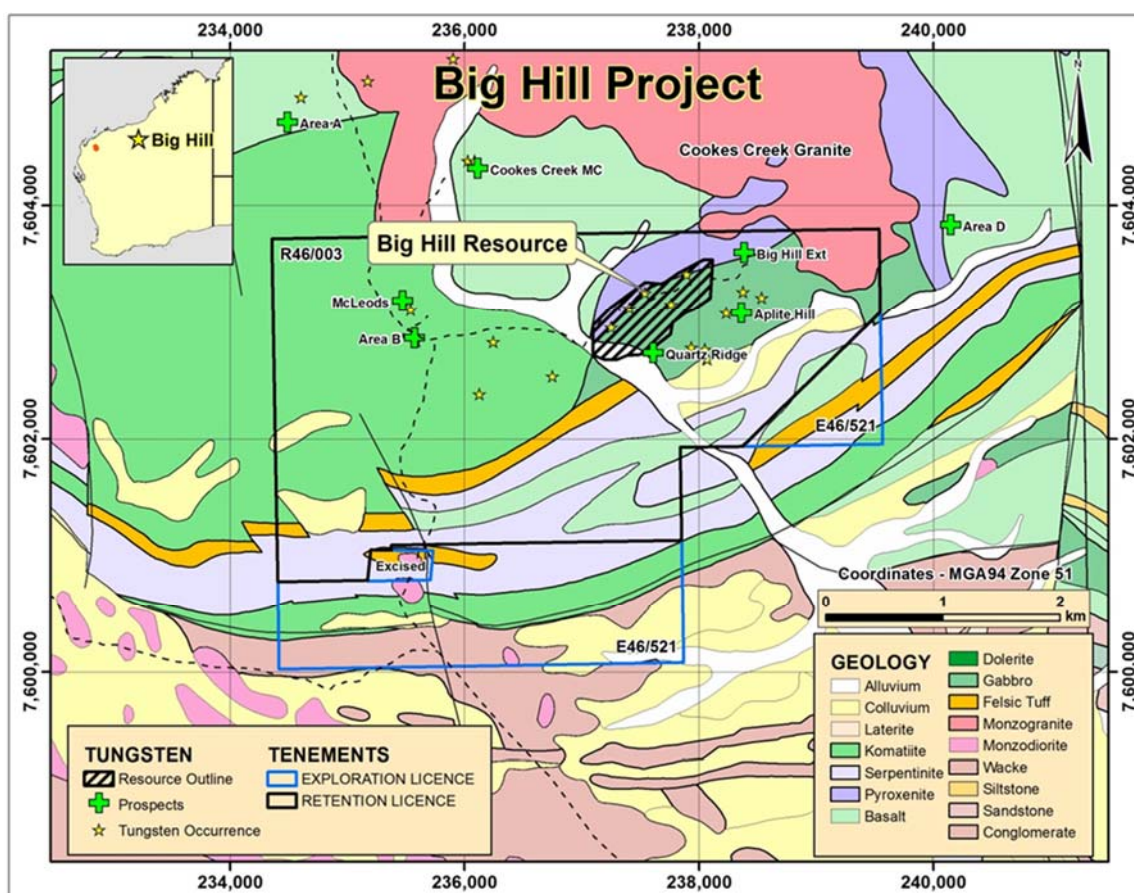 234,000
236,000
238,000
240,000
Big Hill Project
N
Big Hill
Area A
Cookes Creek MC
Cookes Creek Granite
7,604,000
7,604,000
Area D
R46/003
Big Hill Resource
Big Hill Ext
McLeods
Aplite Hill
Area B
Quartz Ridge
7,602,000
7,602,000
E46/521
Excised
Coordinates - MGA94 Zone 51
0
1
2
km
E46/521
7,600,000
7,600,000
TUNGSTEN
Resource Outline
Prospects
Tungsten Occurrence
TENEMENTS
EXPLORATION LICENCE
RETENTION LICENCE
GEOLOGY
Alluvium
Colluvium
Laterite
Komatiite
Serpentinite
Pyroxenite
Basalt
Dolerite
Gabbro
Felsic Tuff
Monzogranite
Monzodiorite
Wacke
Siltstone
Sandstone
Conglomerate
234,000
236,000
238,000
240,000